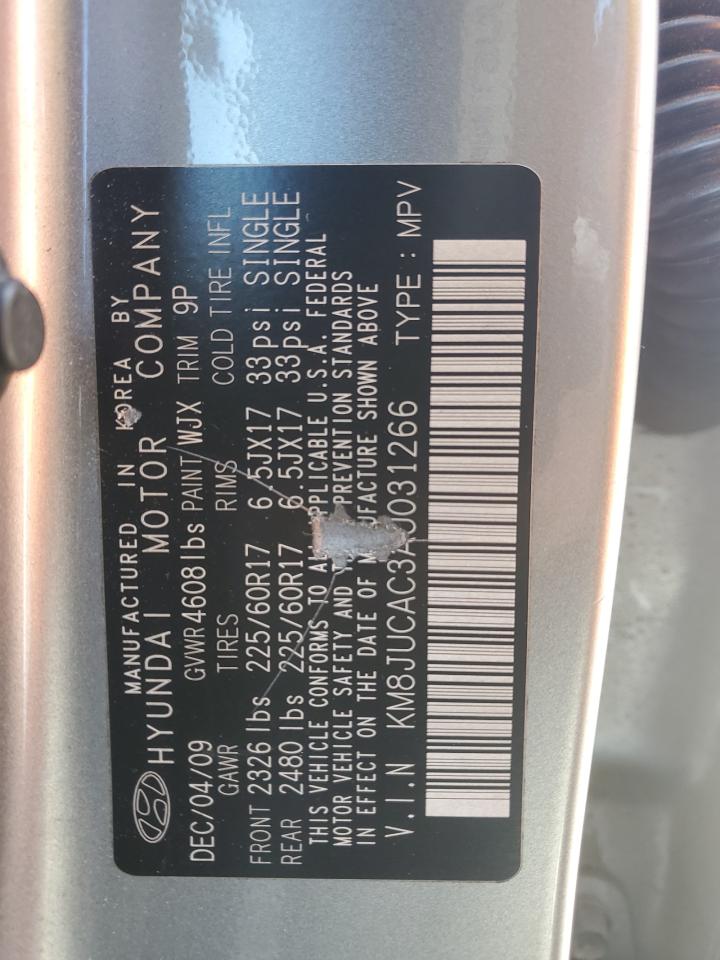 MANUFACTURED IN KOREA BY
HYUNDAI MOTOR COMPANY
DEC/04/09 GVWR 4608 lbs PAINT WJX TRIM 9P
GAWR TIRES RIMS COLD TIRE INFL
FRONT 2326 lbs 225/60R17 6.5JX17 33psi SINGLE
REAR 2480 lbs 225/60R17 6.5JX17 33psi SINGLE
THIS VEHICLE CONFORMS TO ALL APPLICABLE U.S.A. FEDERAL
MOTOR VEHICLE SAFETY AND PREVENTION STANDARDS
IN EFFECT ON THE DATE OF MANUFACTURE SHOWN ABOVE
V.I.N TYPE : MPV